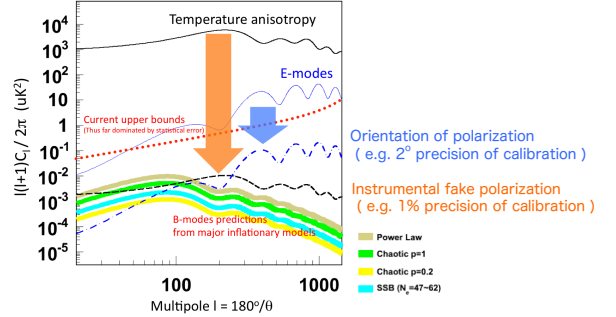 Temperature anisotropy
E-modes
Current upper bounds
(Thus far dominated by statistical error)
B-modes predictions
from major inflationary models
l(l+1)Cl / 2π (uK²)
10⁴
10³
10²
10
1
10⁻¹
10⁻²
10⁻³
10⁻⁴
10⁻⁵
100
1000
Multipole l = 180°/θ
Orientation of polarization
( e.g. 2° precision of calibration )
Instrumental fake polarization
( e.g. 1% precision of calibration )
Power Law
Chaotic p=1
Chaotic p=0.2
SSB (Ne=47~62)